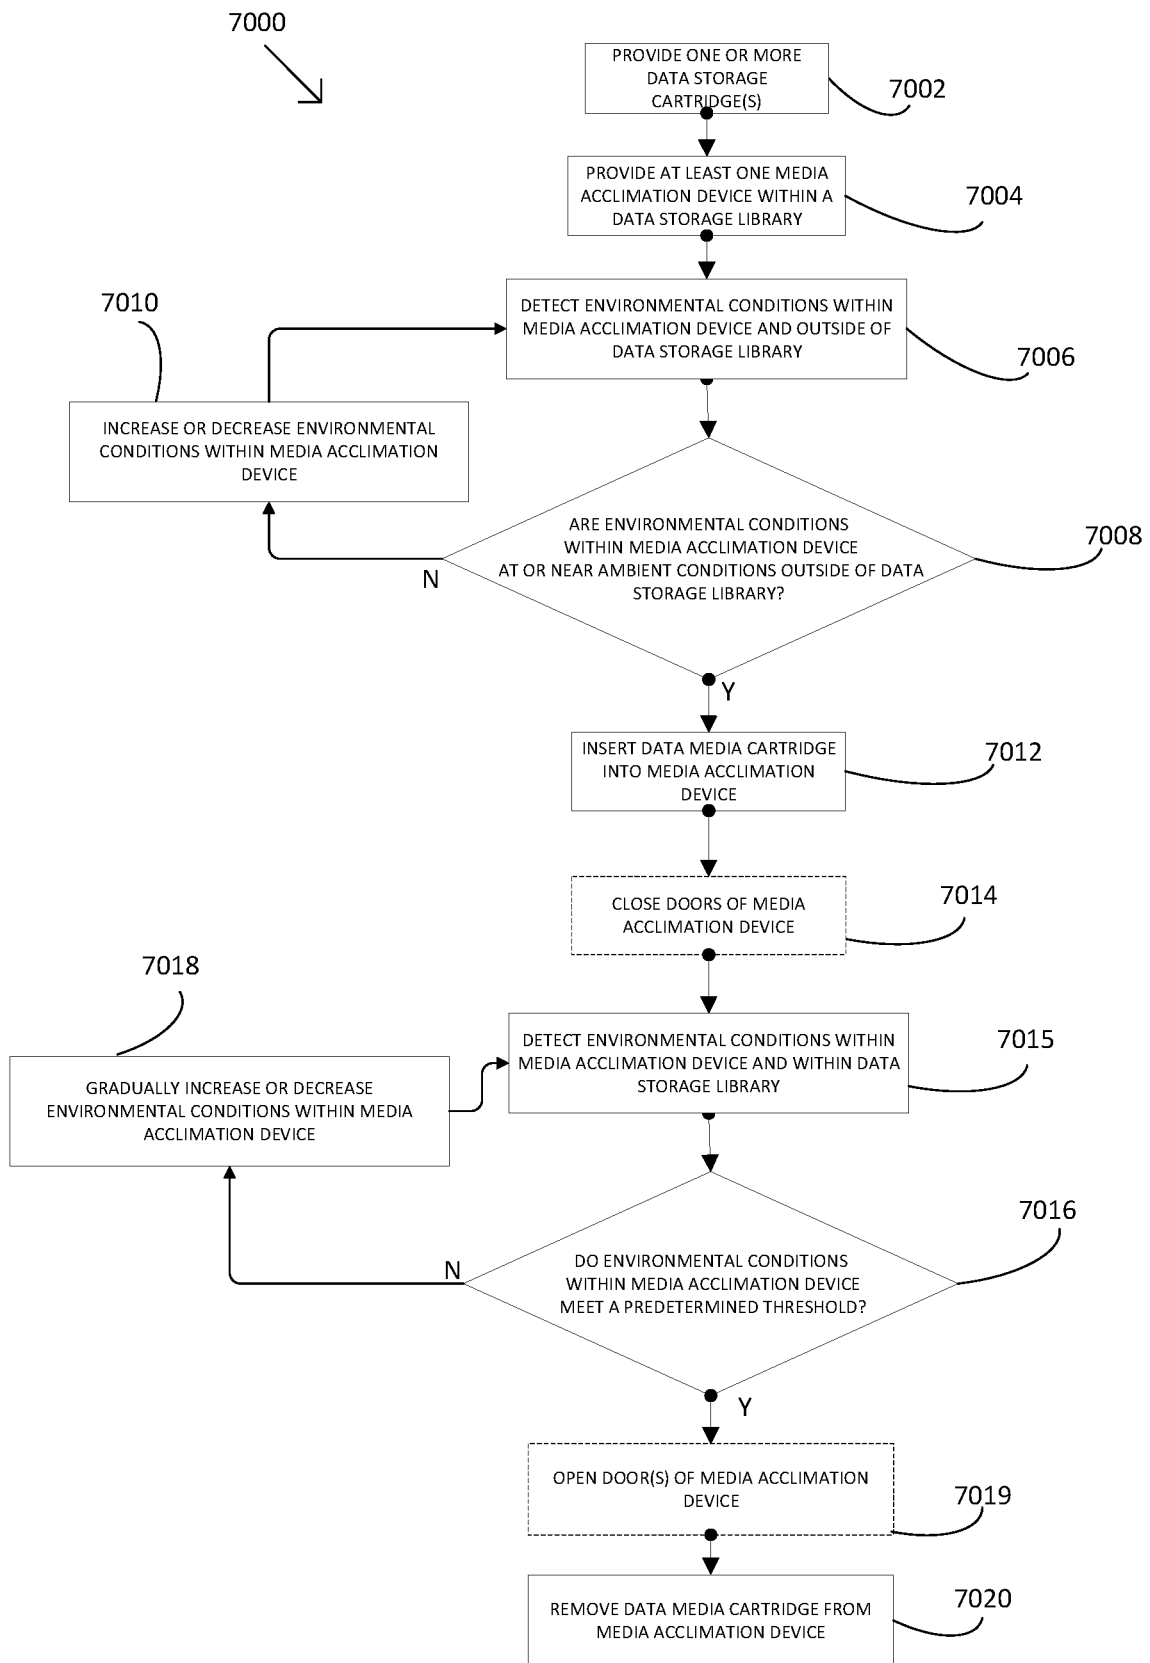 7000
PROVIDE ONE OR MORE
DATA STORAGE
CARTRIDGE(S)
7002
PROVIDE AT LEAST ONE MEDIA
ACCLIMATION DEVICE WITHIN A
DATA STORAGE LIBRARY
7004
DETECT ENVIRONMENTAL CONDITIONS WITHIN
MEDIA ACCLIMATION DEVICE AND OUTSIDE OF
DATA STORAGE LIBRARY
7006
7010
INCREASE OR DECREASE ENVIRONMENTAL
CONDITIONS WITHIN MEDIA ACCLIMATION
DEVICE
ARE ENVIRONMENTAL CONDITIONS
WITHIN MEDIA ACCLIMATION DEVICE
AT OR NEAR AMBIENT CONDITIONS OUTSIDE OF DATA
STORAGE LIBRARY?
7008
N
Y
INSERT DATA MEDIA CARTRIDGE
INTO MEDIA ACCLIMATION
DEVICE
7012
CLOSE DOORS OF MEDIA
ACCLIMATION DEVICE
7014
DETECT ENVIRONMENTAL CONDITIONS WITHIN
MEDIA ACCLIMATION DEVICE AND WITHIN DATA
STORAGE LIBRARY
7015
7018
GRADUALLY INCREASE OR DECREASE
ENVIRONMENTAL CONDITIONS WITHIN MEDIA
ACCLIMATION DEVICE
DO ENVIRONMENTAL CONDITIONS
WITHIN MEDIA ACCLIMATION DEVICE
MEET A PREDETERMINED THRESHOLD?
7016
N
Y
OPEN DOOR(S) OF MEDIA ACCLIMATION
DEVICE
7019
REMOVE DATA MEDIA CARTRIDGE FROM
MEDIA ACCLIMATION DEVICE
7020